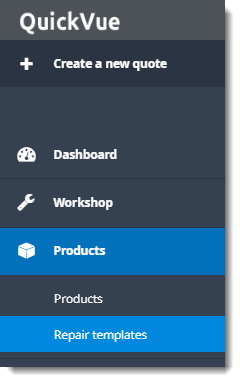 QuickVue
Create a new quote
Dashboard
Workshop
Products
Products
Repair templates